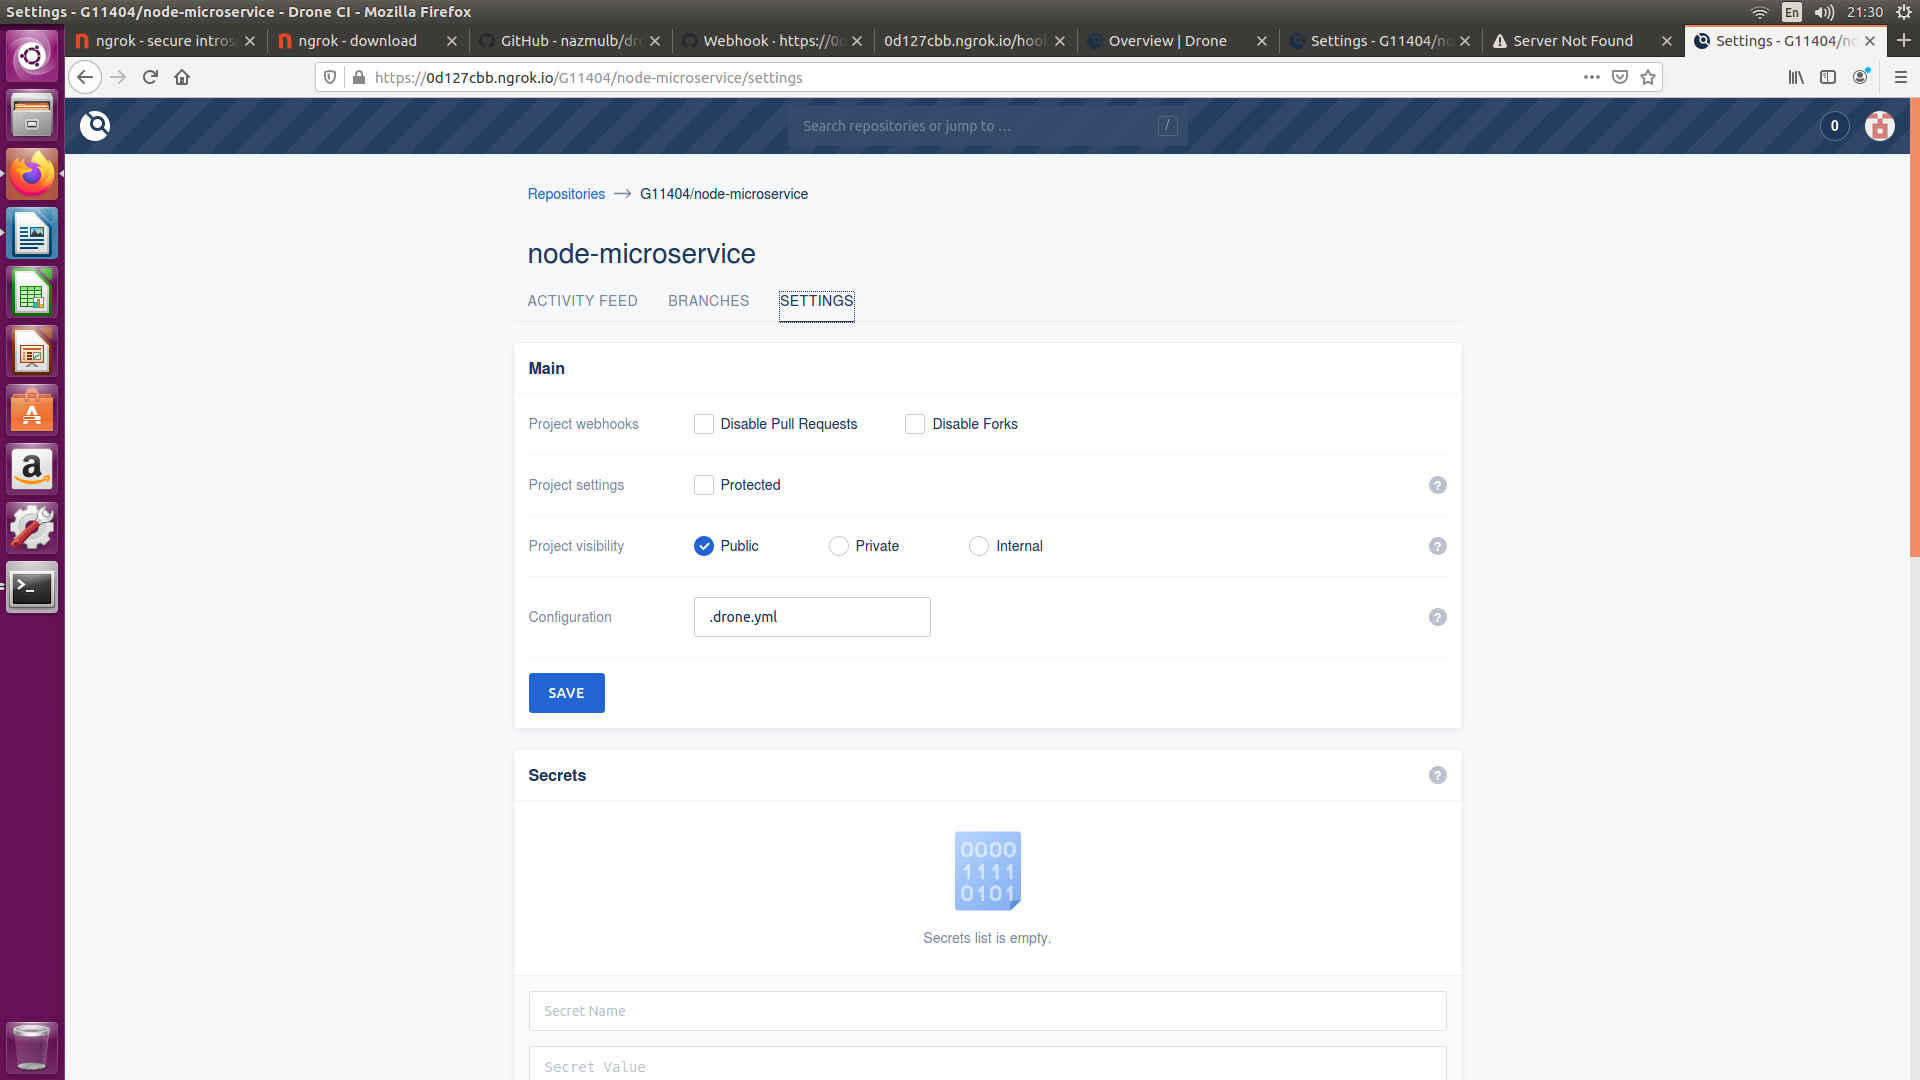 Settings - G11404/node-microservice - Drone CI - Mozilla Firefox
En
21:30
ngrok - secure intros
ngrok - download
GitHub - nazmulb/dr
Webhook · https://0
0d127cbb.ngrok.io/hook
Overview | Drone
Settings - G11404/no
Server Not Found
Settings - G11404/no
https://0d127cbb.ngrok.io/G11404/node-microservice/settings
Search repositories or jump to …
/
0
Repositories → G11404/node-microservice
node-microservice
ACTIVITY FEED
BRANCHES
SETTINGS
Main
Project webhooks
Disable Pull Requests
Disable Forks
Project settings
Protected
?
Project visibility
Public
Private
Internal
?
Configuration
.drone.yml
?
SAVE
Secrets
?
0000
1111
0101
Secrets list is empty.
Secret Name
Secret Value